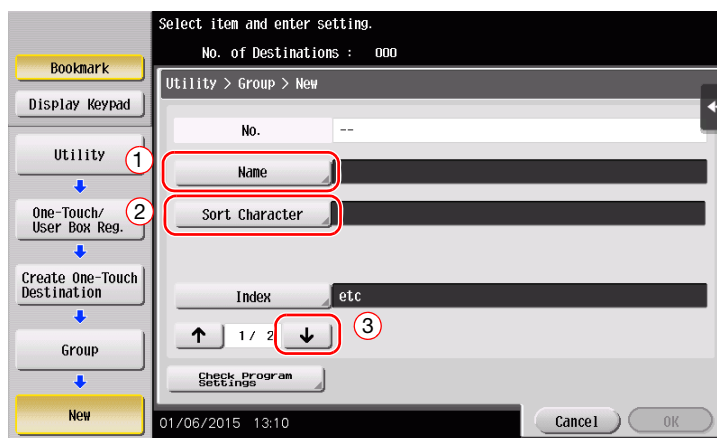 Select item and enter setting.
No. of Destinations : 000
Bookmark
Display Keypad
Utility
One-Touch/
User Box Reg.
Create One-Touch
Destination
Group
New
Utility > Group > New
No. --
1
Name
2
Sort Character
Index etc
↑ 1/ 2 ↓ 3
Check Program
Settings
01/06/2015 13:10
Cancel OK